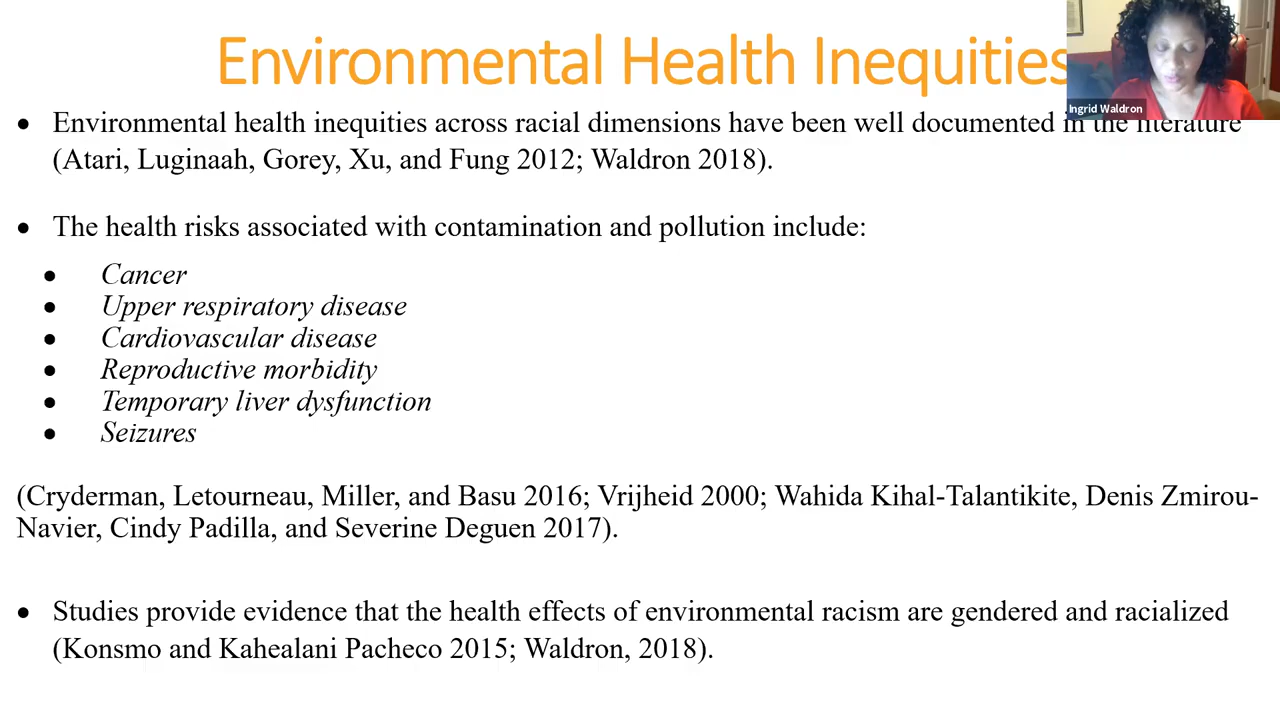 Environmental Health Inequities
Ingrid Waldron
• Environmental health inequities across racial dimensions have been well documented in the literature
(Atari, Luginaah, Gorey, Xu, and Fung 2012; Waldron 2018).
• The health risks associated with contamination and pollution include:
• Cancer
• Upper respiratory disease
• Cardiovascular disease
• Reproductive morbidity
• Temporary liver dysfunction
• Seizures
(Cryderman, Letourneau, Miller, and Basu 2016; Vrijheid 2000; Wahida Kihal-Talantikite, Denis Zmirou-
Navier, Cindy Padilla, and Severine Deguen 2017).
• Studies provide evidence that the health effects of environmental racism are gendered and racialized
(Konsmo and Kahealani Pacheco 2015; Waldron, 2018).